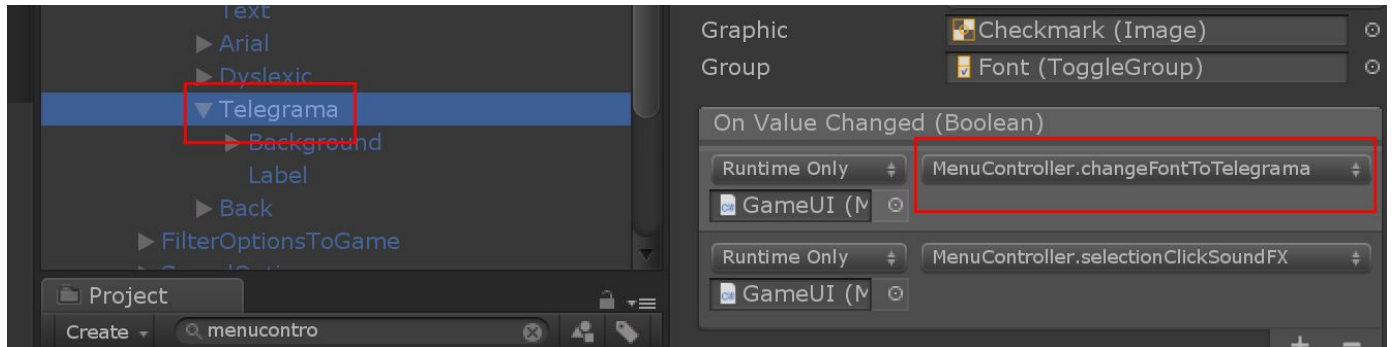 Text
Arial
Dyslexic
Telegrama
Background
Label
Back
FilterOptionsToGame
Project
Create
menucontro
Graphic
Checkmark (Image)
Group
Font (ToggleGroup)
On Value Changed (Boolean)
Runtime Only
MenuController.changeFontToTelegrama
GameUI (M
Runtime Only
MenuController.selectionClickSoundFX
GameUI (M